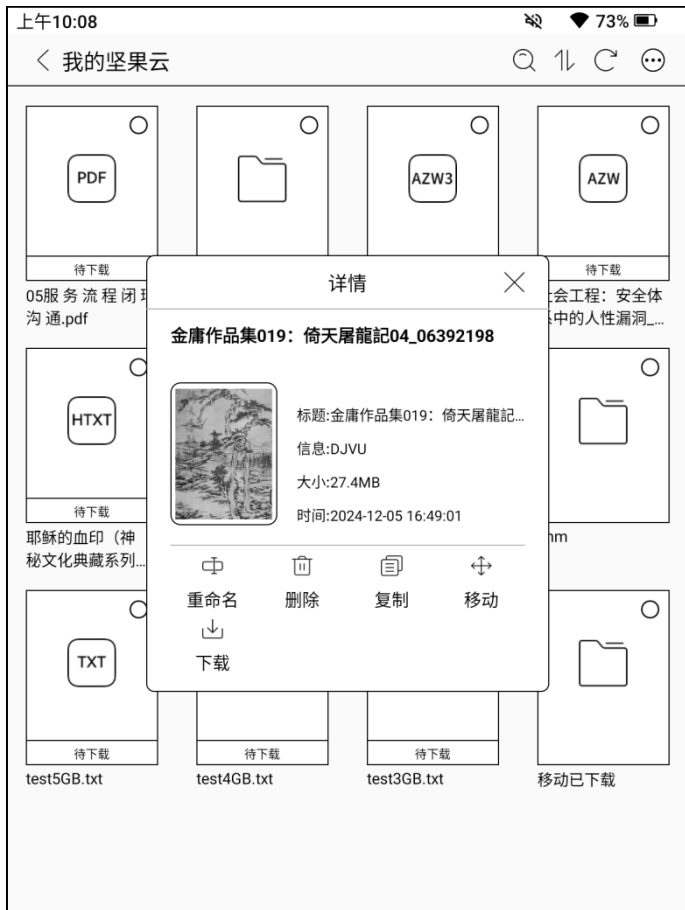 上午10:08
73%
我的坚果云
PDF
AZW3
AZW
待下载
待下载
05服 务 流 程 闭 环
沟 通.pdf
社会工程：安全体
系中的人性漏洞_...
详情
金庸作品集019：倚天屠龍記04_06392198
标题:金庸作品集019：倚天屠龍記...
信息:DJVU
大小:27.4MB
时间:2024-12-05 16:49:01
重命名
删除
复制
移动
下载
HTXT
待下载
耶稣的血印（神
秘文化典藏系列...
TXT
待下载
待下载
待下载
test5GB.txt
test4GB.txt
test3GB.txt
移动已下载